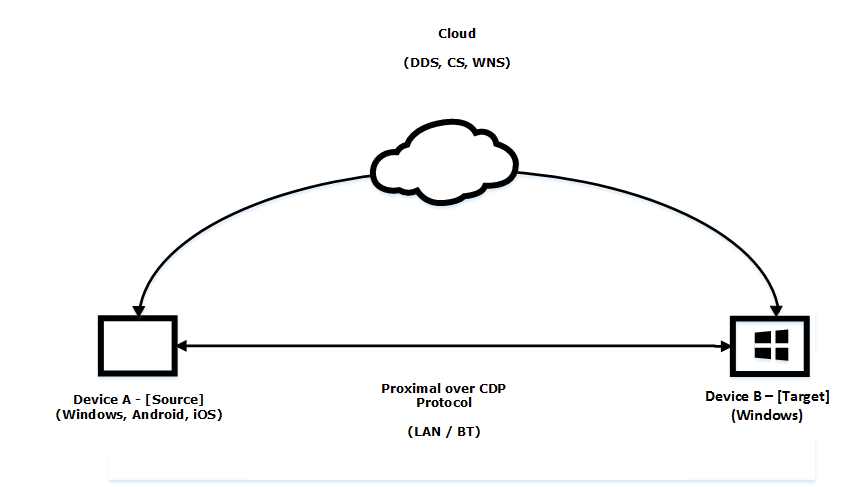 Cloud
(DDS, CS, WNS)
Device A - [Source]
(Windows, Android, iOS)
Proximal over CDP
Protocol
(LAN / BT)
Device B – [Target]
(Windows)